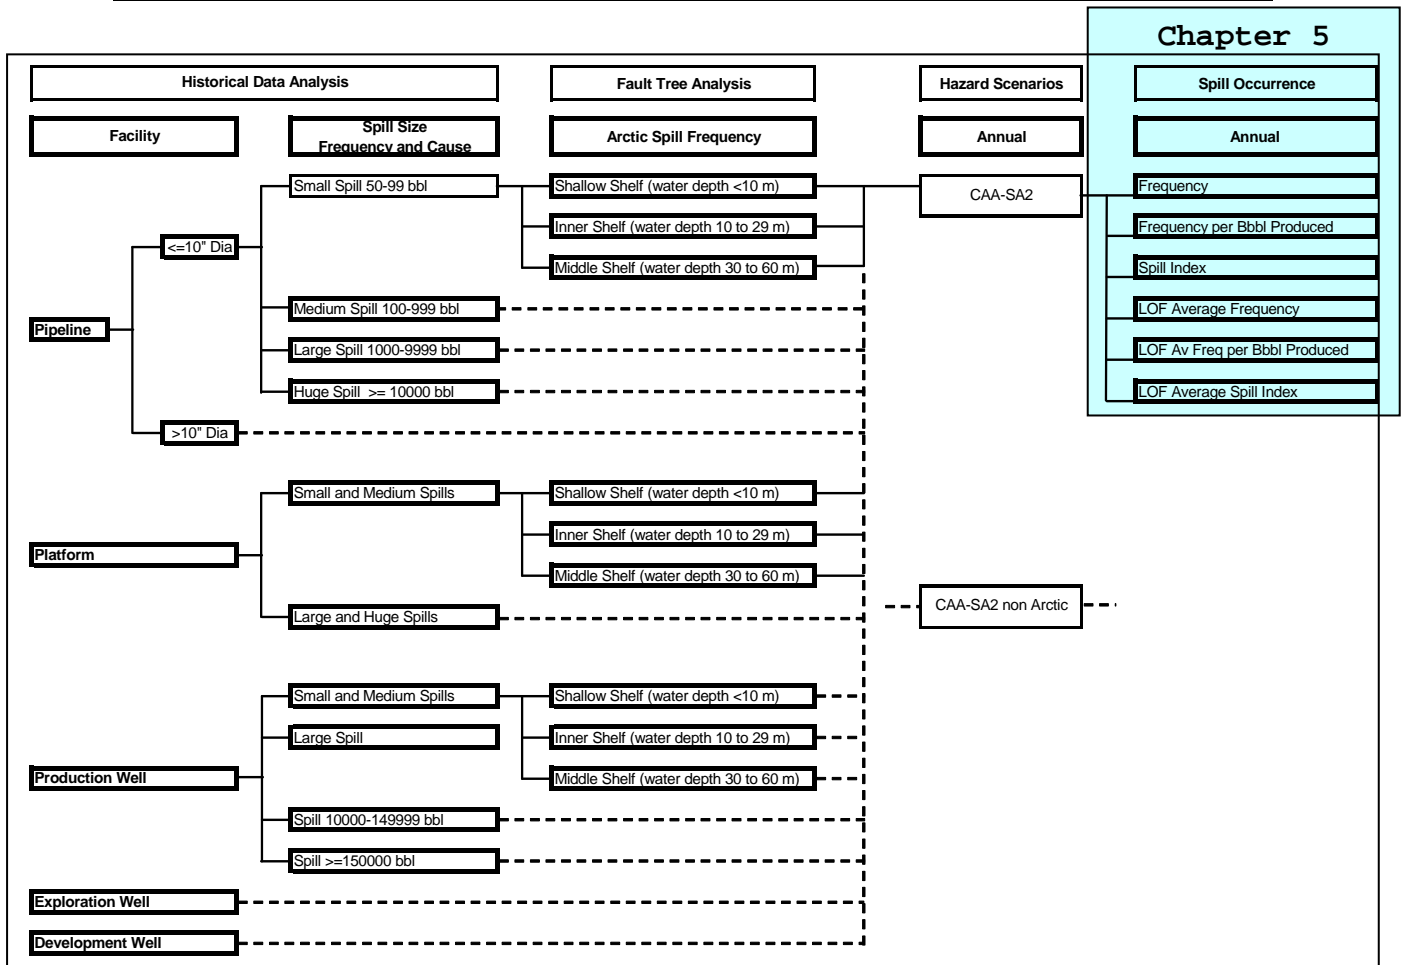 Chapter 5
Historical Data Analysis
Fault Tree Analysis
Hazard Scenarios
Spill Occurrence
Facility
Spill Size
Frequency and Cause
Arctic Spill Frequency
Annual
Annual
Small Spill 50-99 bbl
Shallow Shelf (water depth <10 m)
CAA-SA2
Frequency
Inner Shelf (water depth 10 to 29 m)
Frequency per Bbbl Produced
<=10" Dia
Middle Shelf (water depth 30 to 60 m)
Spill Index
Medium Spill 100-999 bbl
LOF Average Frequency
Pipeline
Large Spill 1000-9999 bbl
LOF Av Freq per Bbbl Produced
Huge Spill >= 10000 bbl
LOF Average Spill Index
>10" Dia
Small and Medium Spills
Shallow Shelf (water depth <10 m)
Inner Shelf (water depth 10 to 29 m)
Platform
Middle Shelf (water depth 30 to 60 m)
CAA-SA2 non Arctic
Large and Huge Spills
Small and Medium Spills
Shallow Shelf (water depth <10 m)
Large Spill
Inner Shelf (water depth 10 to 29 m)
Production Well
Middle Shelf (water depth 30 to 60 m)
Spill 10000-149999 bbl
Spill >=150000 bbl
Exploration Well
Development Well